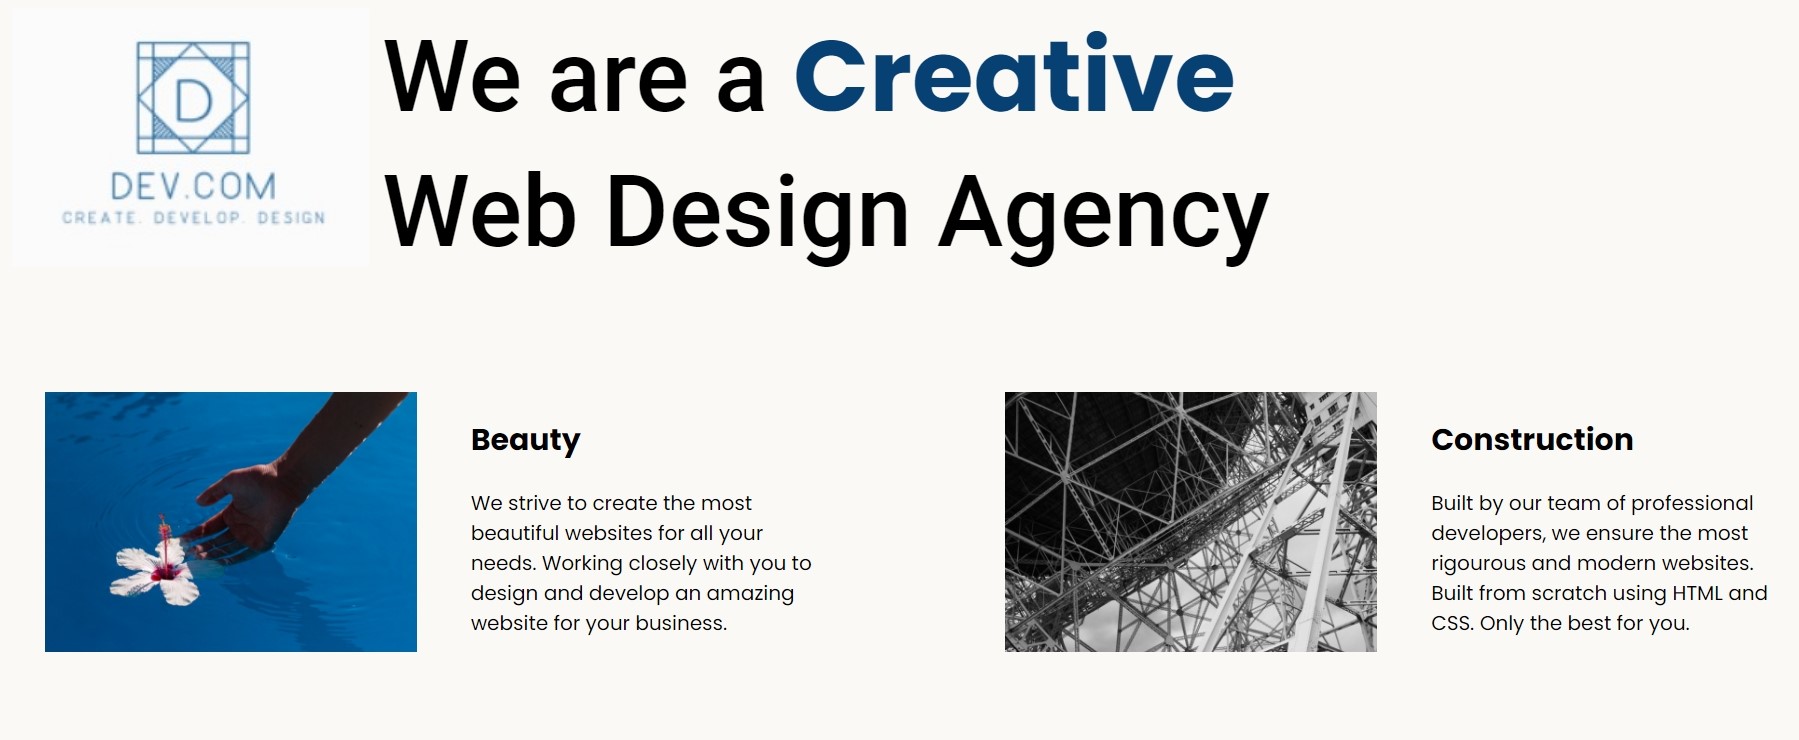 D
DEV.COM
CREATE. DEVELOP. DESIGN
We are a Creative
Web Design Agency
Beauty
We strive to create the most
beautiful websites for all your
needs. Working closely with you to
design and develop an amazing
website for your business.
Construction
Built by our team of professional
developers, we ensure the most
rigourous and modern websites.
Built from scratch using HTML and
CSS. Only the best for you.